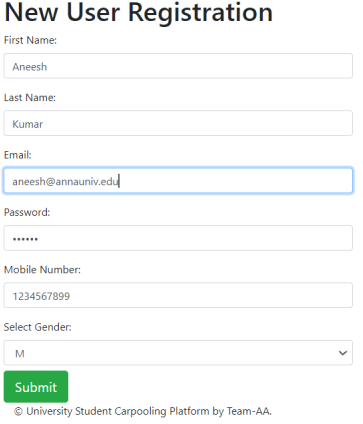 New User Registration
First Name:
Aneesh
Last Name:
Kumar
Email:
aneesh@annauniv.edu
Password:
••••••
Mobile Number:
1234567899
Select Gender:
M
Submit
© University Student Carpooling Platform by Team-AA.